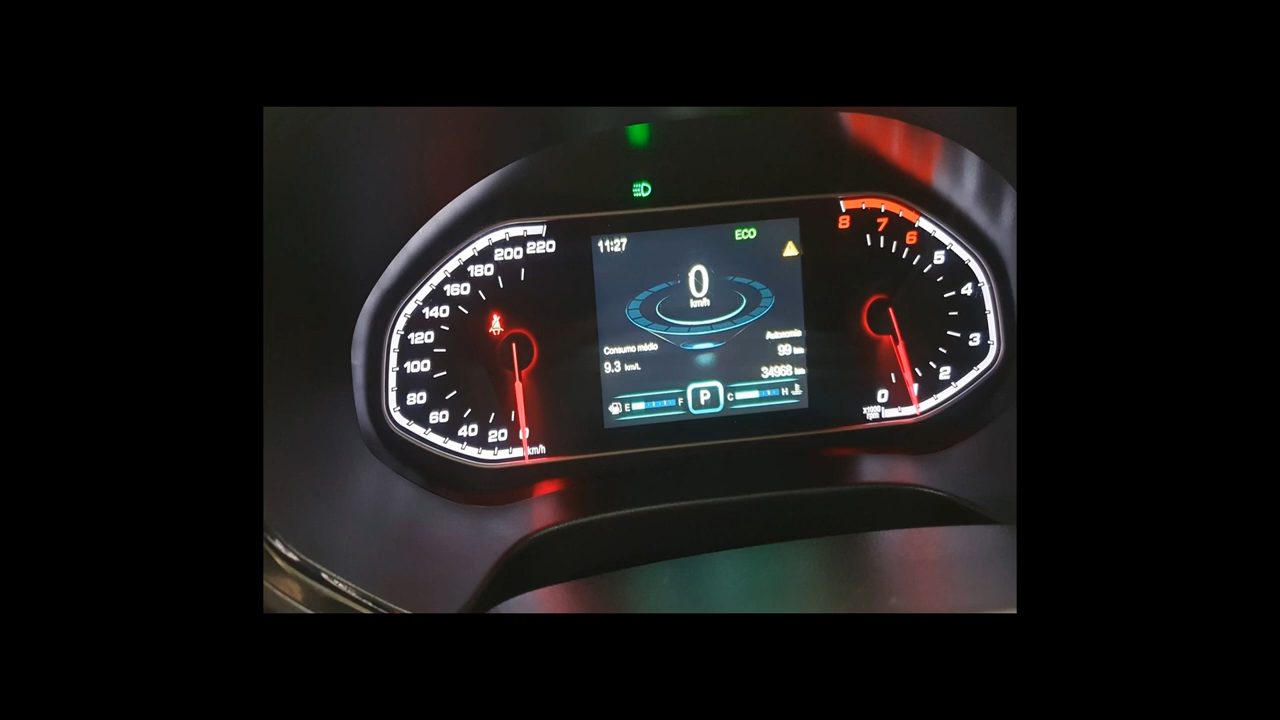 220
200
180
160
140
120
100
80
60
40
20
0
km/h
11:27
ECO
0
km/h
Consumo médio
9.3 km/L
Autonomia
99 km
34968 km
E F
P
C H
8
7
6
5
4
3
2
0
x1000
rpm